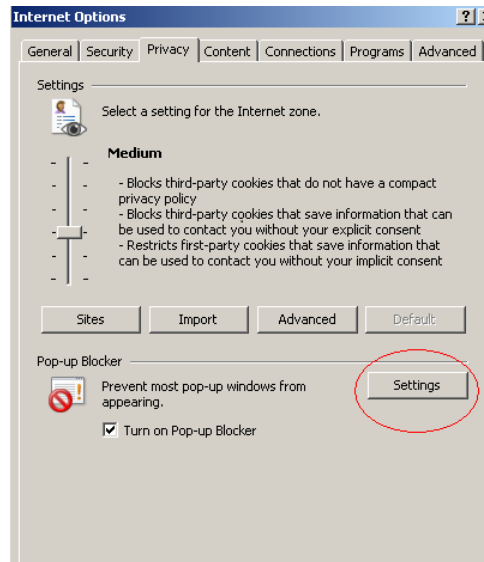 Internet Options
General Security Privacy Content Connections Programs Advanced
Settings
Select a setting for the Internet zone.
Medium
- Blocks third-party cookies that do not have a compact
privacy policy
- Blocks third-party cookies that save information that can
be used to contact you without your explicit consent
- Restricts first-party cookies that save information that
can be used to contact you without your implicit consent
Sites Import Advanced Default
Pop-up Blocker
Prevent most pop-up windows from
appearing.
Settings
Turn on Pop-up Blocker